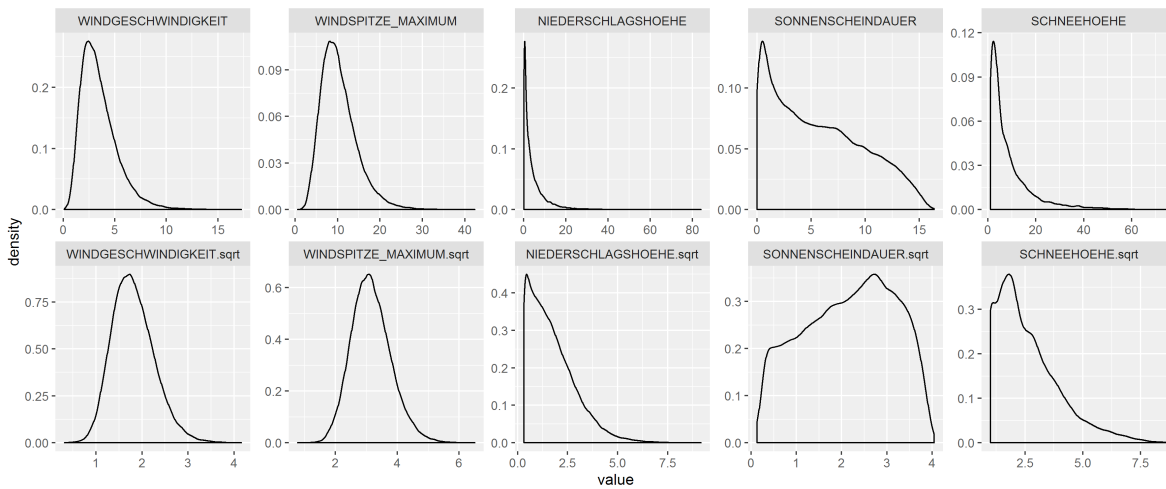 WINDGESCHWINDIGKEIT WINDSPITZE_MAXIMUM NIEDERSCHLAGSHOEHE SONNENSCHEINDAUER SCHNEEHOEHE
0.2 0.1 0.0
0 5 10 15
0.09 0.06 0.03 0.00
0 10 20 30 40
0.2 0.1 0.0
0 20 40 60 80
0.10 0.05 0.00
0 5 10 15
0.12 0.09 0.06 0.03 0.00
0 20 40 60
density
WINDGESCHWINDIGKEIT.sqrt WINDSPITZE_MAXIMUM.sqrt NIEDERSCHLAGSHOEHE.sqrt SONNENSCHEINDAUER.sqrt SCHNEEHOEHE.sqrt
0.75 0.50 0.25 0.00
1 2 3 4
0.6 0.4 0.2 0.0
2 4 6
0.4 0.3 0.2 0.1 0.0
0.0 2.5 5.0 7.5
0.3 0.2 0.1 0.0
0 1 2 3 4
0.3 0.2 0.1 0.0
2.5 5.0 7.5
value